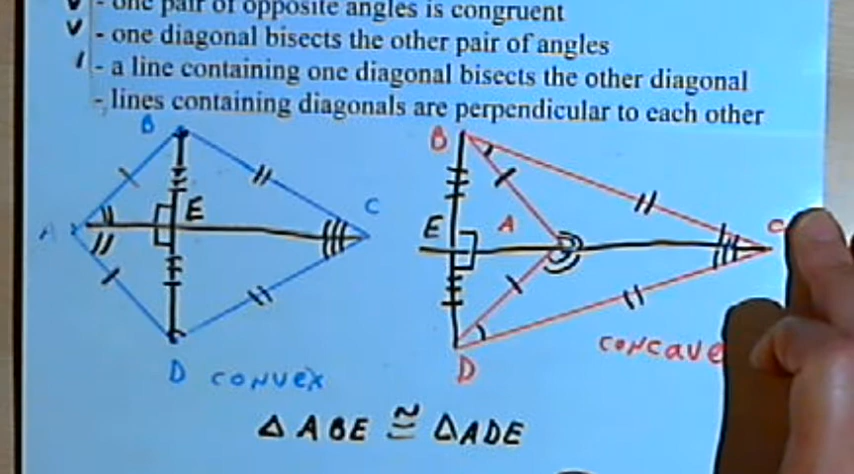 - one pair of opposite angles is congruent
- one diagonal bisects the other pair of angles
- a line containing one diagonal bisects the other diagonal
- lines containing diagonals are perpendicular to each other
B
A
E
C
D CONVEX
B
E
A
C
D
CONCAVE
△ABE ≅ △ADE